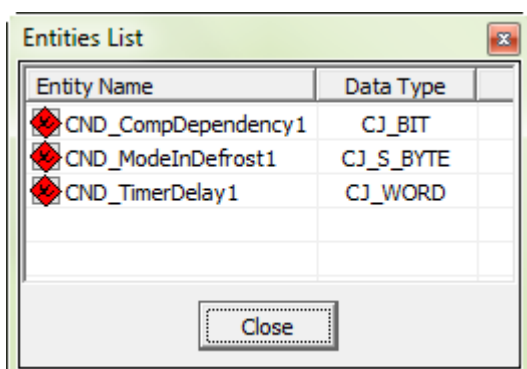 Entities List
Entity Name Data Type
CND_CompDependency1 CJ_BIT
CND_ModeInDefrost1 CJ_S_BYTE
CND_TimerDelay1 CJ_WORD
Close